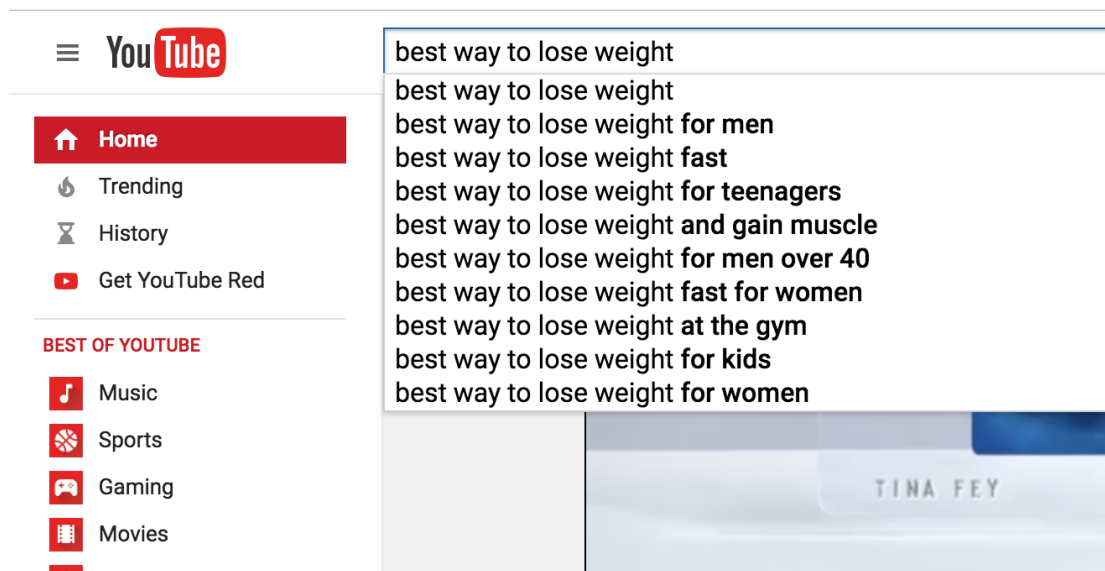 YouTube
best way to lose weight
best way to lose weight
best way to lose weight for men
best way to lose weight fast
best way to lose weight for teenagers
best way to lose weight and gain muscle
best way to lose weight for men over 40
best way to lose weight fast for women
best way to lose weight at the gym
best way to lose weight for kids
best way to lose weight for women
Home
Trending
History
Get YouTube Red
BEST OF YOUTUBE
Music
Sports
Gaming
Movies
TINA FEY